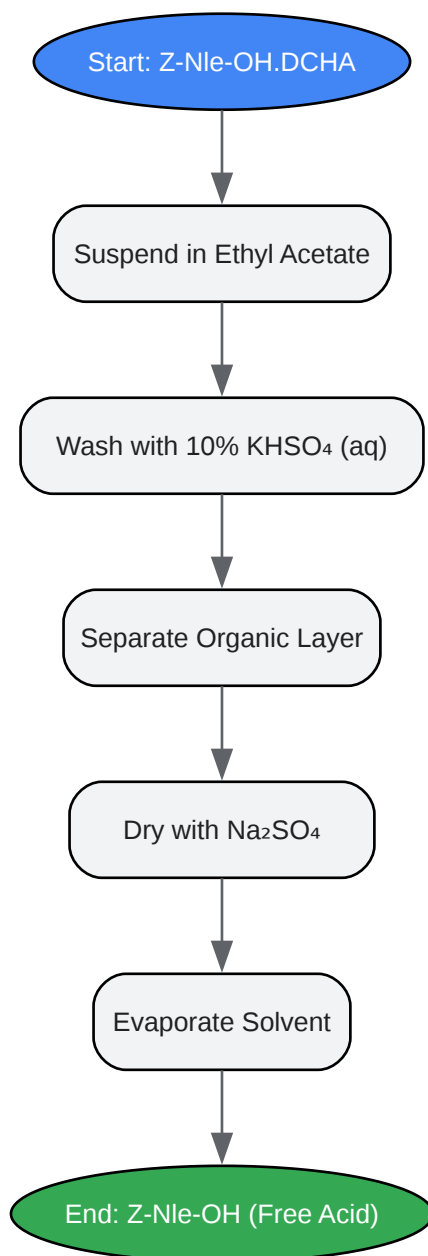 Start: Z-Nle-OH.DCHA
Suspend in Ethyl Acetate
Wash with 10% KHSO₄ (aq)
Separate Organic Layer
Dry with Na₂SO₄
Evaporate Solvent
End: Z-Nle-OH (Free Acid)